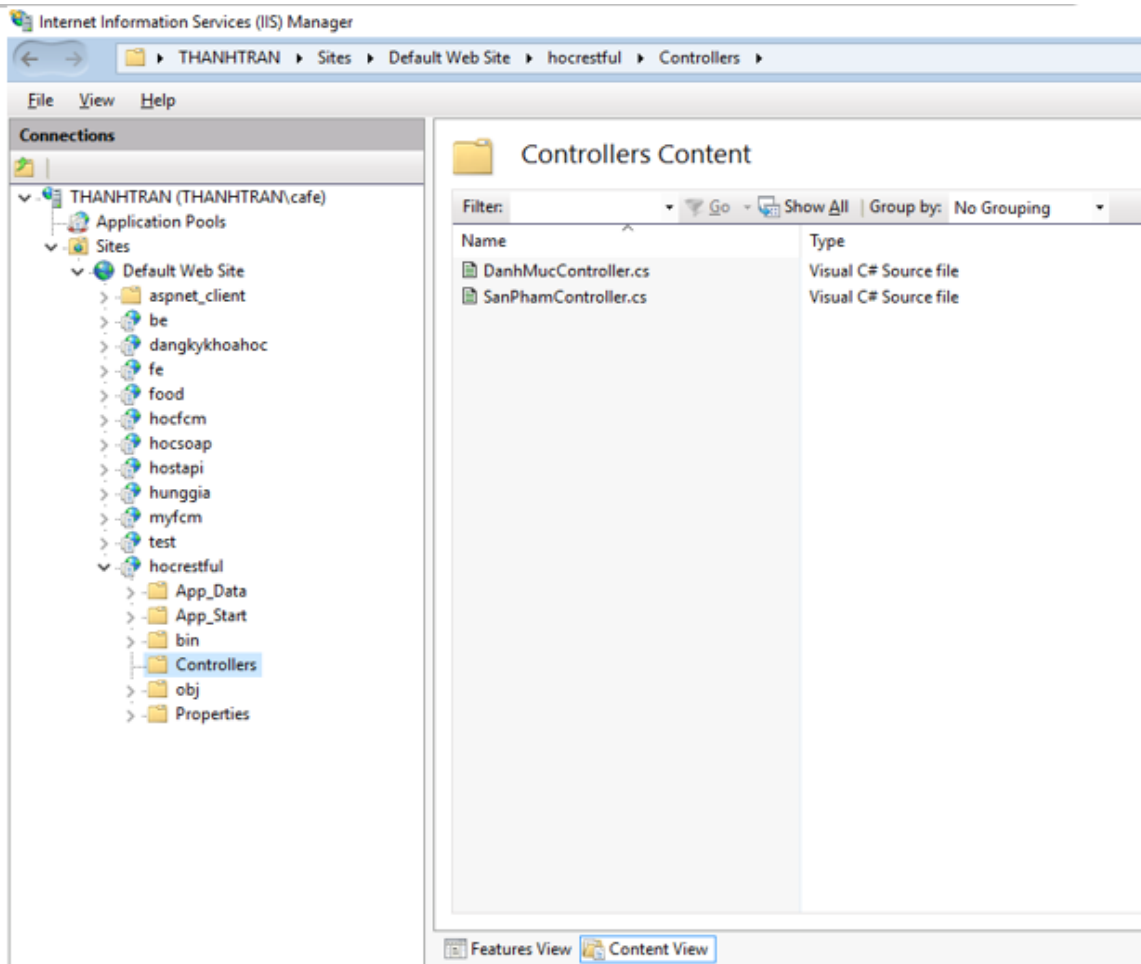 Internet Information Services (IIS) Manager
THANHTRAN Sites Default Web Site hocrestful Controllers
File View Help
Connections
THANHTRAN (THANHTRAN\cafe)
Application Pools
Sites
Default Web Site
aspnet_client
be
dangkykhoahoc
fe
food
hocfcm
hocsoap
hostapi
hunggia
myfcm
test
hocrestful
App_Data
App_Start
bin
Controllers
obj
Properties
Controllers Content
Filter: Go Show All Group by: No Grouping
Name Type
DanhMucController.cs Visual C# Source file
SanPhamController.cs Visual C# Source file
Features View Content View